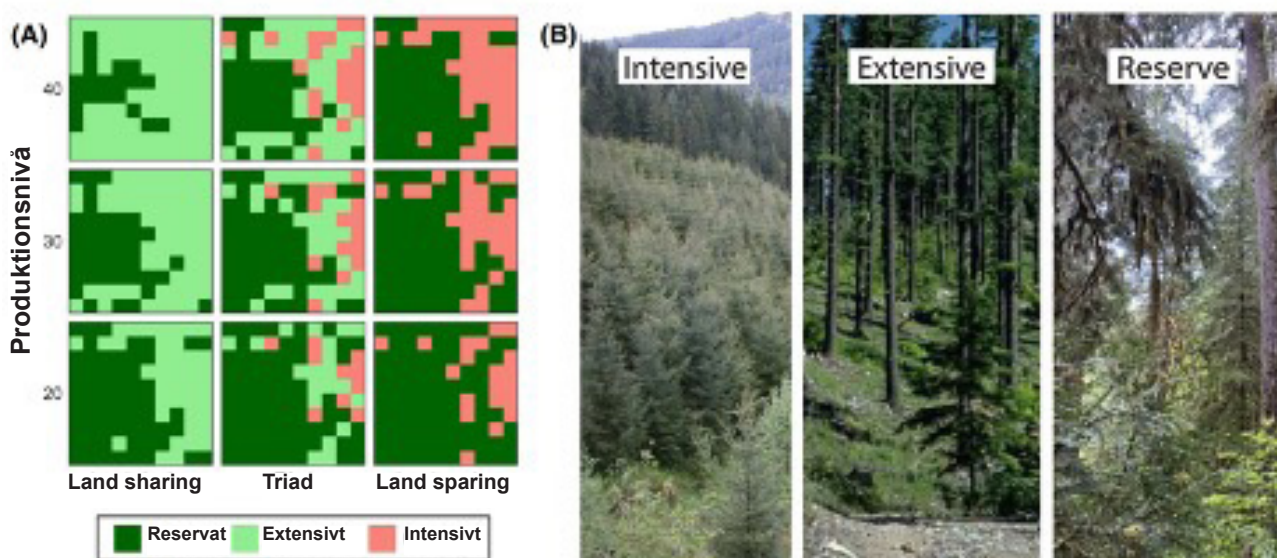 (A)
Produktionsnivå
40
30
20
Land sharing
Triad
Land sparing
Reservat
Extensivt
Intensivt
(B)
Intensive
Extensive
Reserve